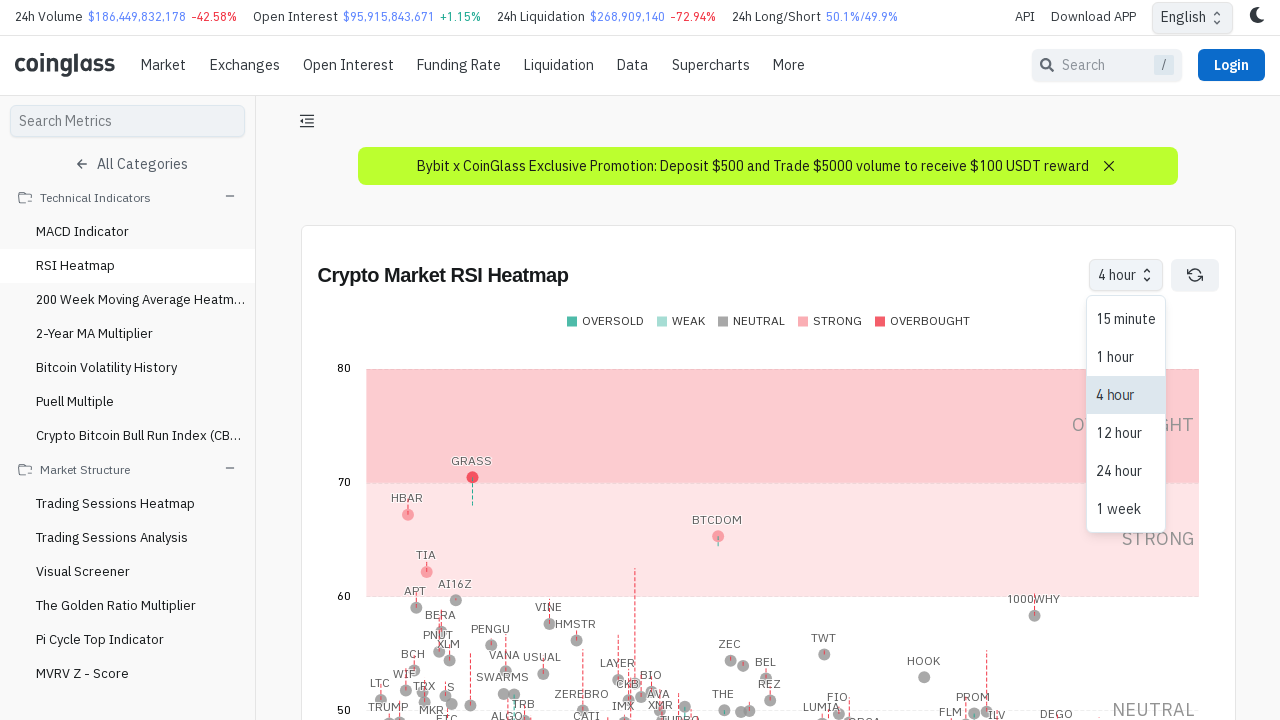 24h Volume $186,449,832,178 -42.58% Open Interest $95,915,843,671 +1.15% 24h Liquidation $268,909,140 -72.94% 24h Long/Short 50.1%/49.9% API Download APP English
coinglass Market Exchanges Open Interest Funding Rate Liquidation Data Supercharts More Search / Login
Search Metrics
All Categories
Technical Indicators
MACD Indicator
RSI Heatmap
200 Week Moving Average Heatm...
2-Year MA Multiplier
Bitcoin Volatility History
Puell Multiple
Crypto Bitcoin Bull Run Index (CB...
Market Structure
Trading Sessions Heatmap
Trading Sessions Analysis
Visual Screener
The Golden Ratio Multiplier
Pi Cycle Top Indicator
MVRV Z - Score
Bybit x CoinGlass Exclusive Promotion: Deposit $500 and Trade $5000 volume to receive $100 USDT reward
Crypto Market RSI Heatmap
4 hour
15 minute
1 hour
4 hour
12 hour
24 hour
1 week
OVERSOLD WEAK NEUTRAL STRONG OVERBOUGHT
80
GRASS
70
HBAR
BTCDOM
STRONG
TIA
APT AI16Z
60
VINE
1000WHY
BERA
PENGU HMSTR
PNUT
XLM
ZEC
TWT
BCH
VANA USUAL
LAYER
BEL
HOOK
LTC WIF
TRX S
SWARMS
CKB BIO
REZ
ZEREBRO
AVA
THE
FIO
PROM
TRUMP
MKR
TRB
IMX XMR
LUMIA
FLM
ILV
DEGO
50
ALGO
CATI
NEUTRAL